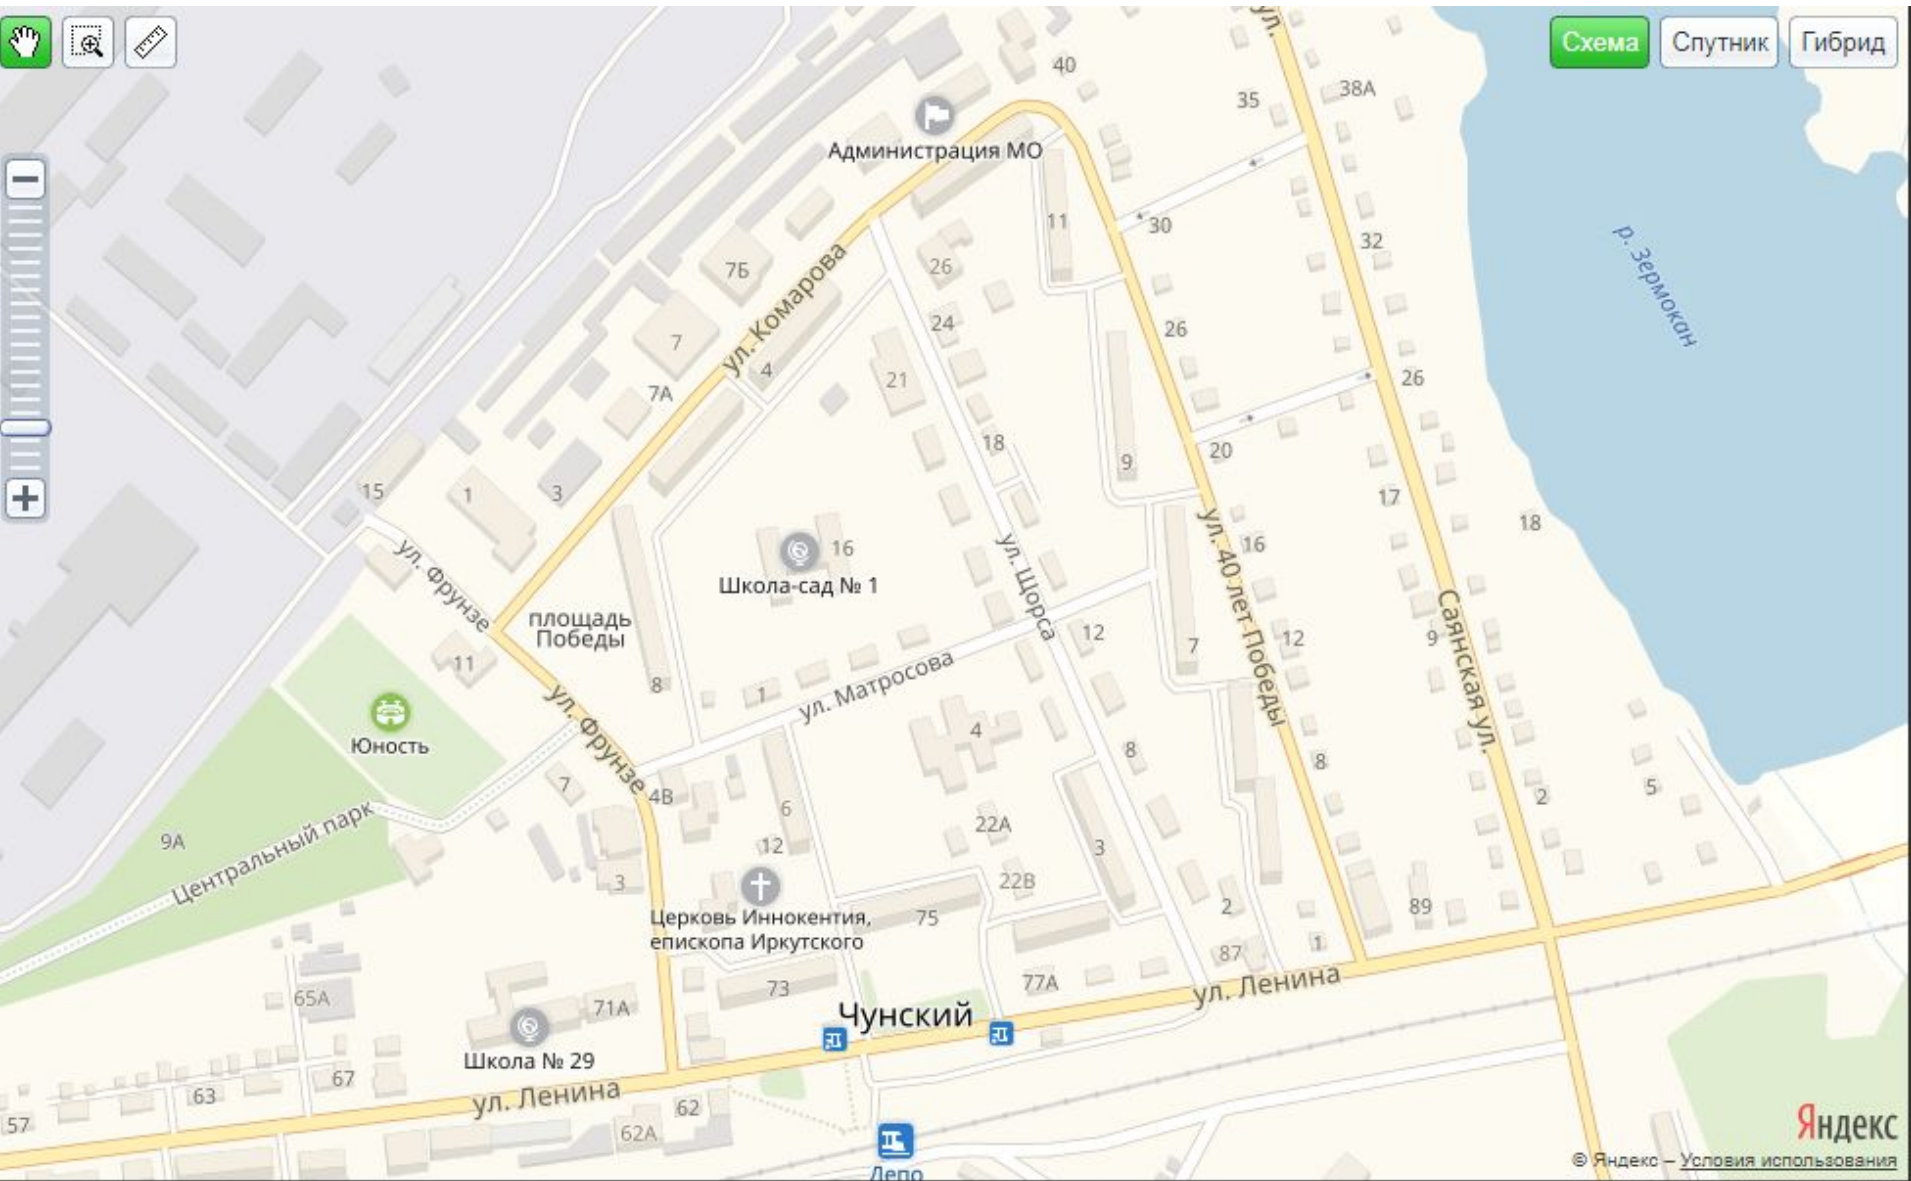 ул.
Схема
Спутник
Гибрид
40
35
38А
Администрация МО
11
30
32
р. Зермокан
26
7Б
ул. Комарова
24
26
7
4
21
26
7А
18
20
9
15
1
3
17
18
16
Школа-сад № 1
ул. Фрунзе
ул. Щорса
ул. 40 лет Победы
16
площадь
Победы
11
8
1
ул. Матросова
12
7
12
9
Саянская ул.
Юность
ул. Фрунзе
4
8
8
2
5
7
4В
6
12
22А
3
9А
Центральный парк
3
22В
Церковь Иннокентия,
епископа Иркутского
75
2
89
87
1
65А
71А
73
77А
ул. Ленина
Чунский
Школа № 29
63
67
57
ул. Ленина
62
62А
Депо
Яндекс
© Яндекс – Условия использования